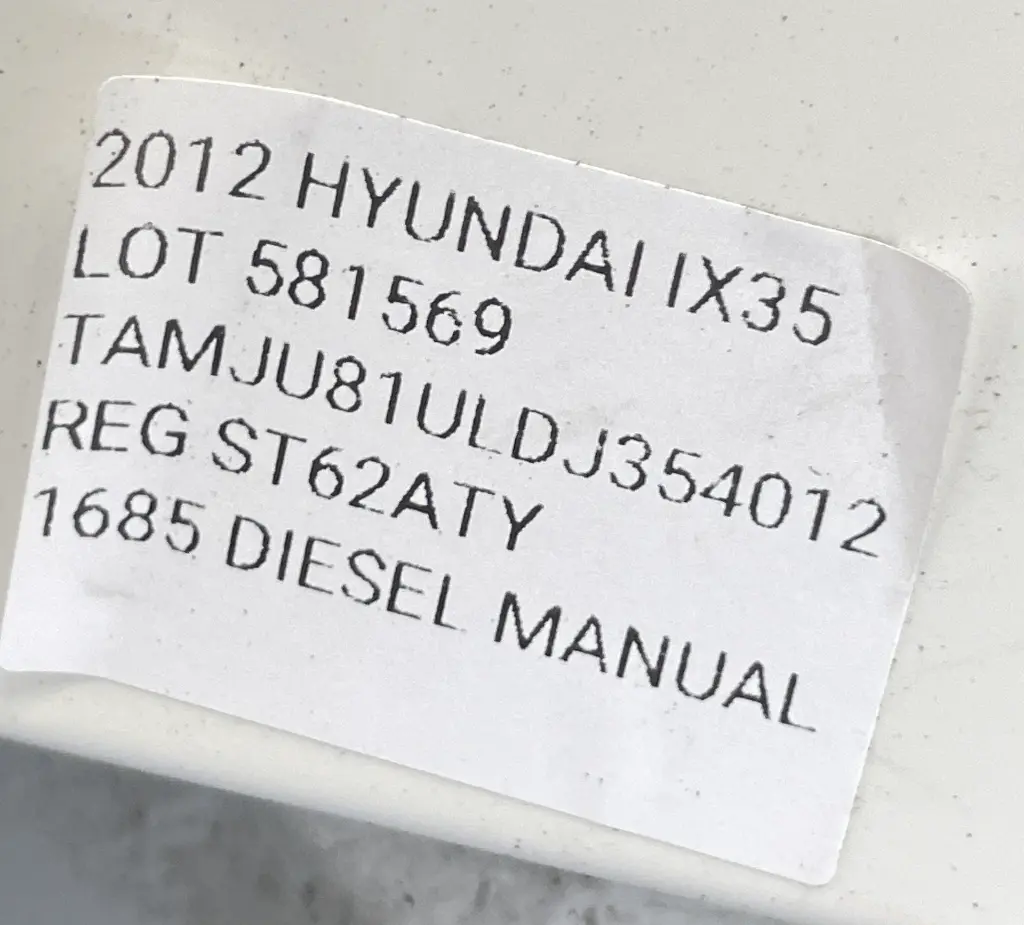 2012 HYUNDAI IX35
LOT 581569
TAMJU81ULDJ354012
REG ST62ATY
1685 DIESEL MANUAL